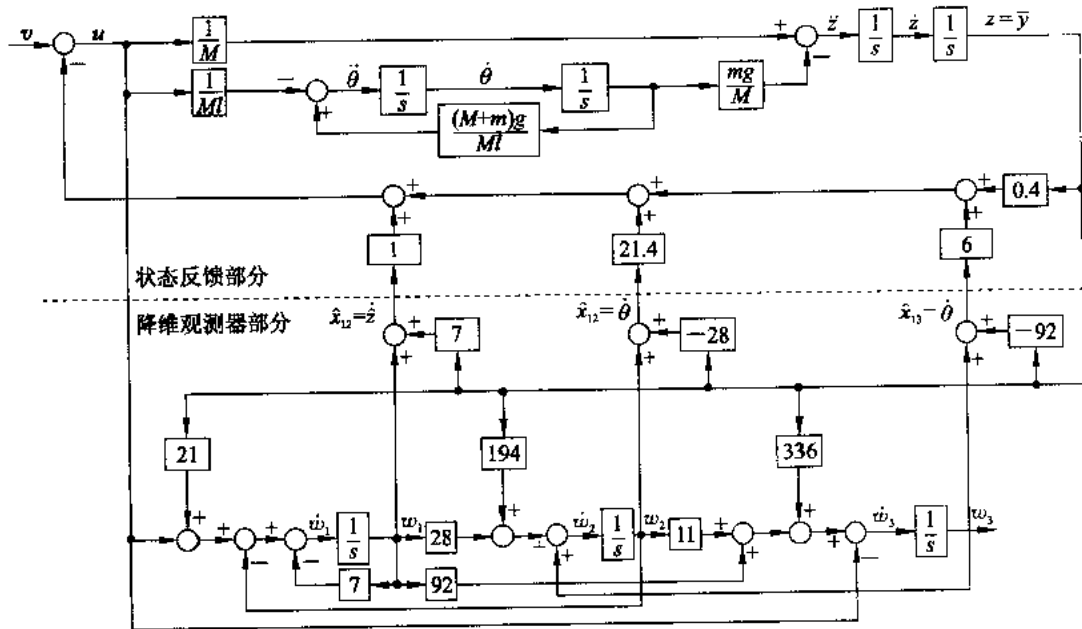 v u 1/M + z̈ 1/s ż 1/s z=ȳ
− −
1/Ml − θ̈ 1/s θ̇ 1/s mg/M
+ (M+m)g/Ml
+ + + + + 0.4
+ + +
1 21.4 6
状态反馈部分
降维观测器部分 x̂₁₂=ż̂ x̂₁₂=θ̇ x̂₁₃−θ̇
+ 7 + −28 + −92
+ + +
21 194 336
+ + +
+ + ẇ₁ 1/s w₁ 28 ± ẇ₂ 1/s w₂ 11 + + ẇ₃ 1/s w₃
− − + + −
7 92